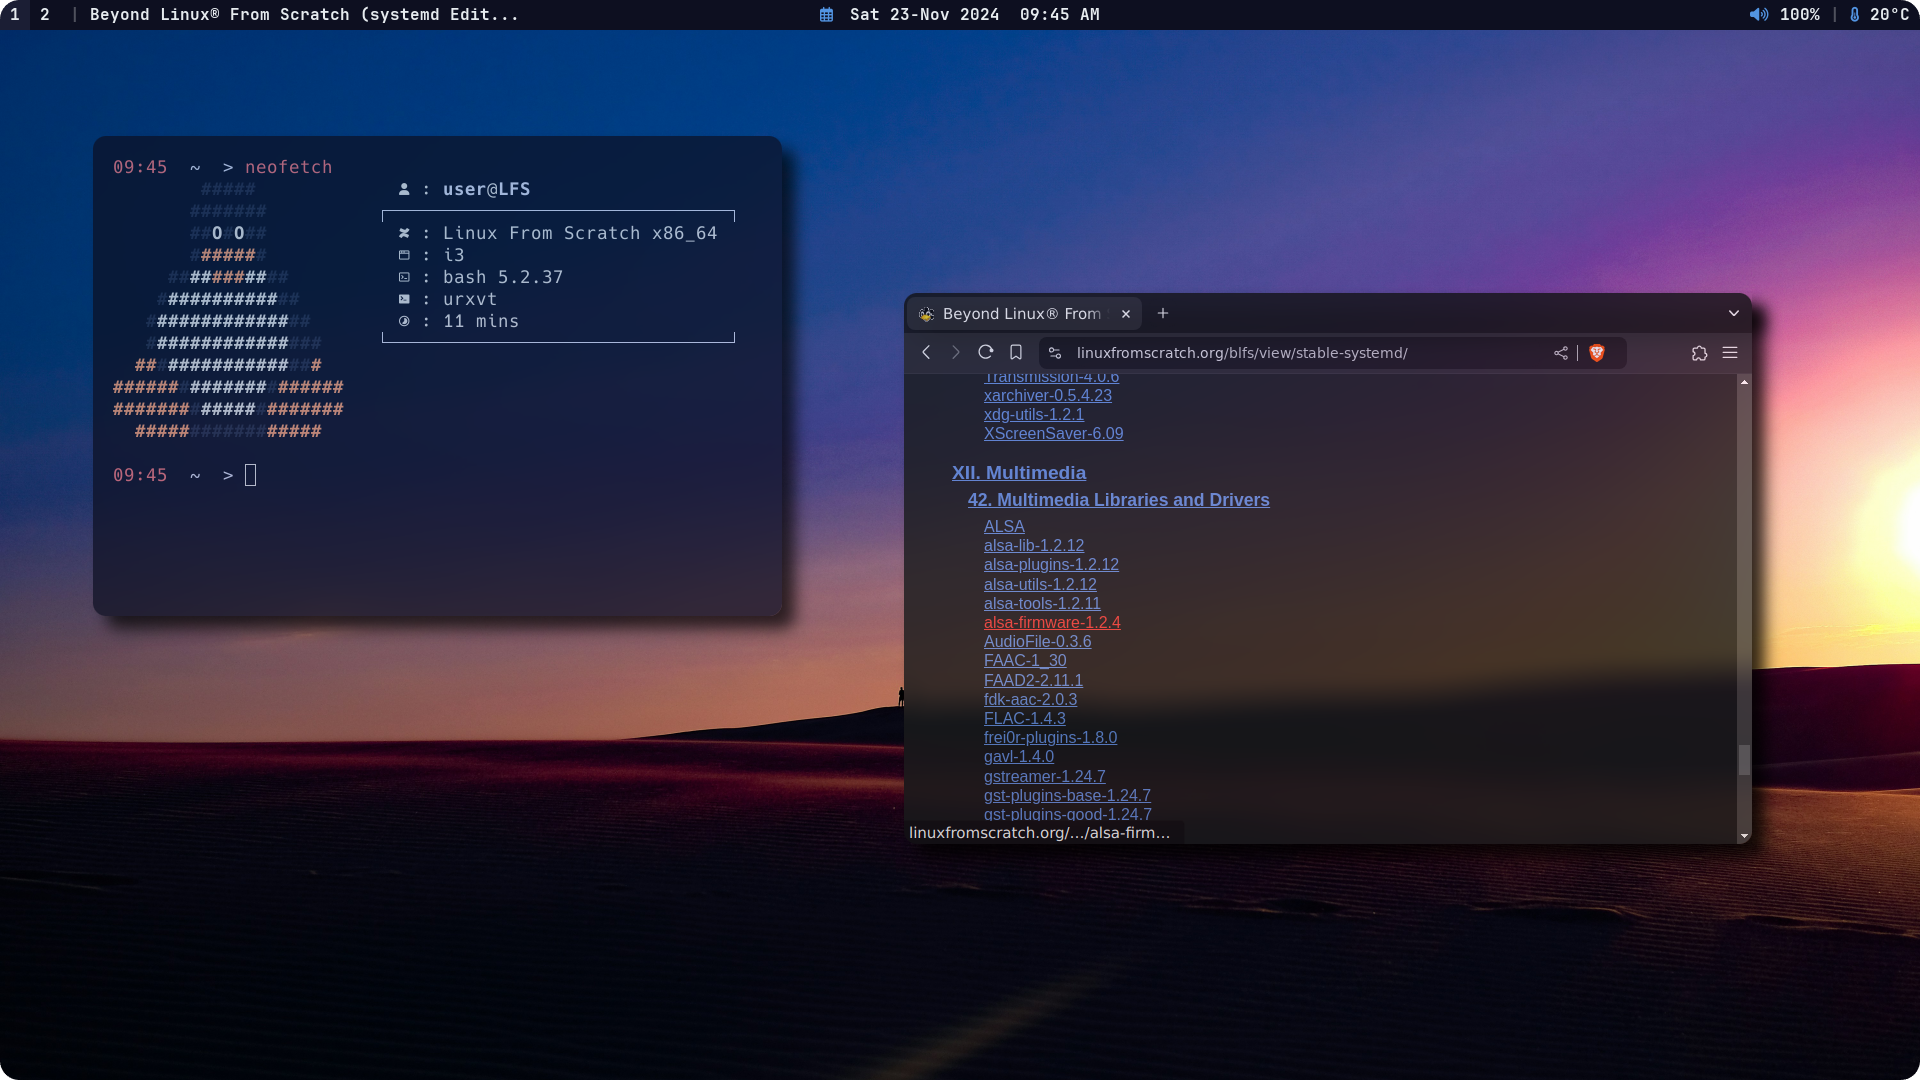 1 2 | Beyond Linux® From Scratch (systemd Edit...
Sat 23-Nov 2024 09:45 AM
100% | 20°C
09:45 ~ > neofetch
#####
#######
##O#O##
#######
###########
#############
###############
################
#################
##################### 
#####################
#################
user@LFS
: Linux From Scratch x86_64
: i3
: bash 5.2.37
: urxvt
: 11 mins
09:45 ~ >
Beyond Linux® From
linuxfromscratch.org/blfs/view/stable-systemd/
Transmission-4.0.6
xarchiver-0.5.4.23
xdg-utils-1.2.1
XScreenSaver-6.09
XII. Multimedia
42. Multimedia Libraries and Drivers
ALSA
alsa-lib-1.2.12
alsa-plugins-1.2.12
alsa-utils-1.2.12
alsa-tools-1.2.11
alsa-firmware-1.2.4
AudioFile-0.3.6
FAAC-1_30
FAAD2-2.11.1
fdk-aac-2.0.3
FLAC-1.4.3
frei0r-plugins-1.8.0
gavl-1.4.0
gstreamer-1.24.7
gst-plugins-base-1.24.7
gst-plugins-good-1.24.7
linuxfromscratch.org/.../alsa-firm...